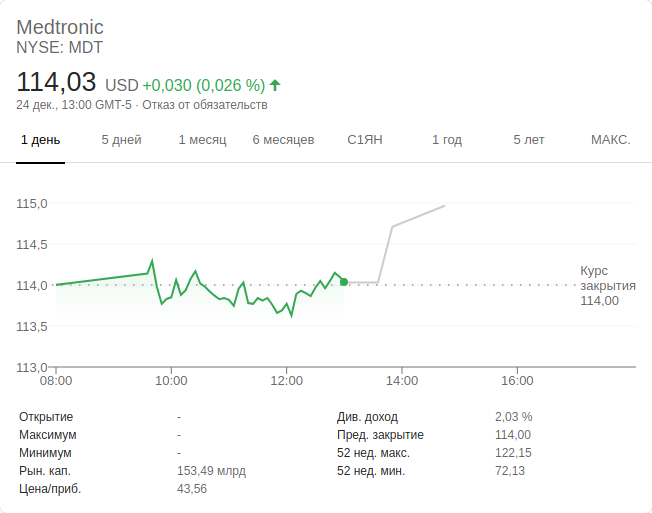 Medtronic
NYSE: MDT
114,03 USD +0,030 (0,026 %)
24 дек., 13:00 GMT-5 · Отказ от обязательств
1 день 5 дней 1 месяц 6 месяцев С1ЯН 1 год 5 лет МАКС.
115,0
114,5
114,0
113,5
113,0
Курс
закрытия
114,00
08:00 10:00 12:00 14:00 16:00
Открытие - Див. доход 2,03 %
Максимум - Пред. закрытие 114,00
Минимум - 52 нед. макс. 122,15
Рын. кап. 153,49 млрд 52 нед. мин. 72,13
Цена/приб. 43,56